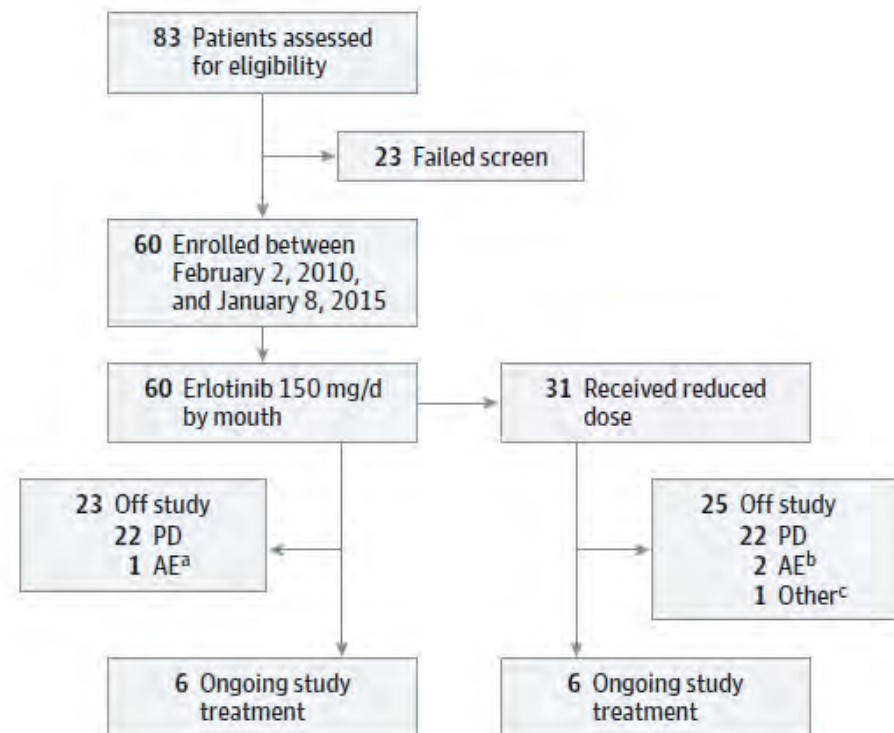 83 Patients assessed
for eligibility
23 Failed screen
60 Enrolled between
February 2, 2010,
and January 8, 2015
60 Erlotinib 150 mg/d
by mouth
31 Received reduced
dose
23 Off study
22 PD
1 AEa
25 Off study
22 PD
2 AEb
1 Otherc
6 Ongoing study
treatment
6 Ongoing study
treatment